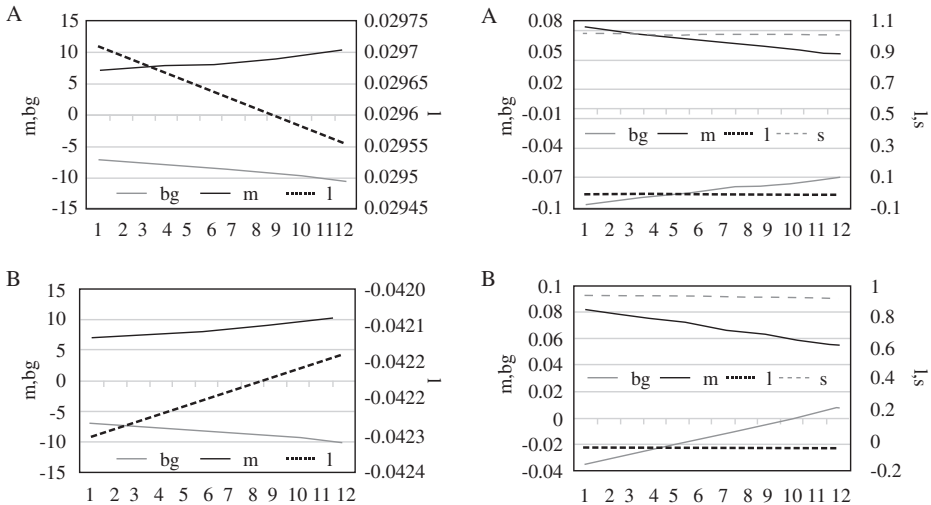 A
15
10
5
0
-5
-10
-15
m,bg
0.02975
0.0297
0.02965
0.0296
0.02955
0.0295
0.02945
l
bg m l
1 2 3 4 5 6 7 8 9 10 11 12
A
0.08
0.05
0.02
-0.01
-0.04
-0.07
-0.1
m,bg
1.1
0.9
0.7
0.5
0.3
0.1
-0.1
l,s
bg m l s
1 2 3 4 5 6 7 8 9 10 11 12
B
15
10
5
0
-5
-10
-15
m,bg
-0.0420
-0.0421
-0.0422
-0.0422
-0.0423
-0.0424
l
bg m l
1 2 3 4 5 6 7 8 9 10 11 12
B
0.1
0.08
0.06
0.04
0.02
0
-0.02
-0.04
m,bg
1
0.8
0.6
0.4
0.2
0
-0.2
l,s
bg m l s
1 2 3 4 5 6 7 8 9 10 11 12